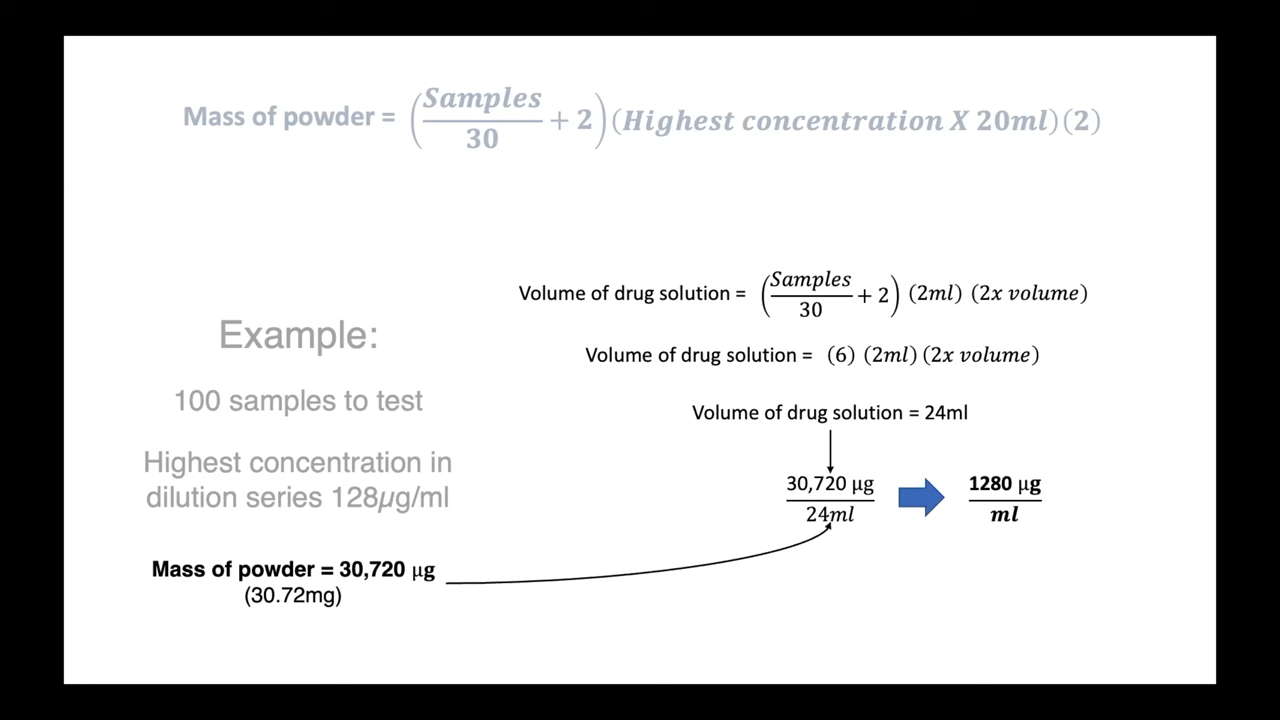 Mass of powder = (Samples/30 + 2)(Highest concentration X 20ml)(2)
Volume of drug solution = (Samples/30 + 2) (2ml) (2x volume)
Volume of drug solution = (6) (2ml) (2x volume)
Volume of drug solution = 24ml
30,720 μg
24ml
1280 μg
ml
Example:
100 samples to test
Highest concentration in
dilution series 128μg/ml
Mass of powder = 30,720 μg
(30.72mg)